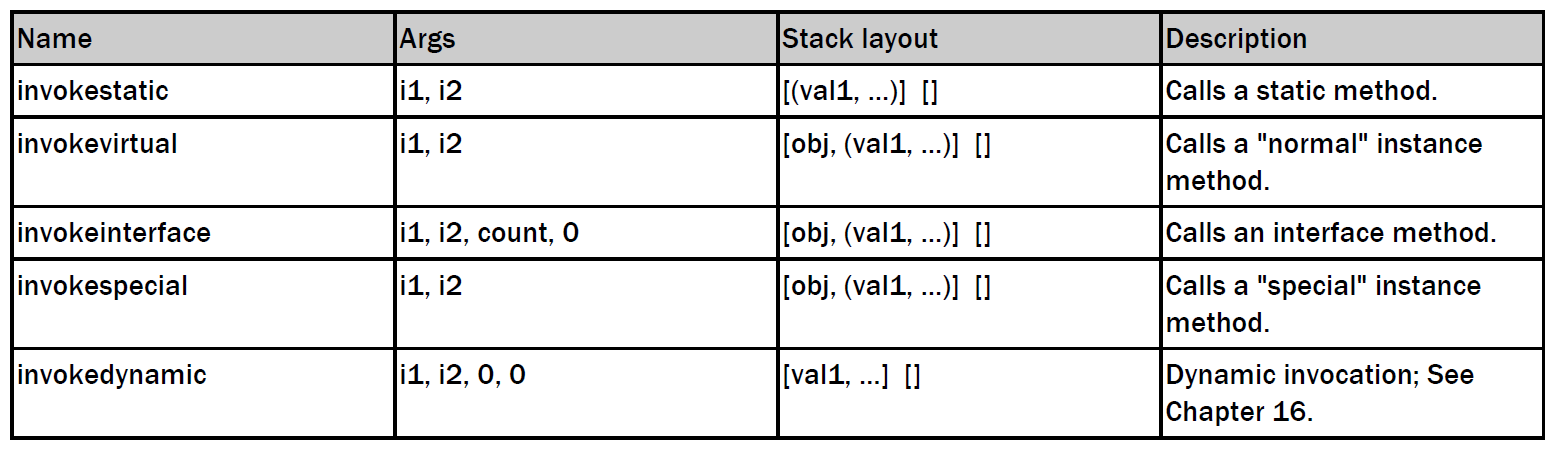 Name Args Stack layout Description
invokestatic i1, i2 [(val1, ...)] [] Calls a static method.
invokevirtual i1, i2 [obj, (val1, ...)] [] Calls a "normal" instance
method.
invokeinterface i1, i2, count, 0 [obj, (val1, ...)] [] Calls an interface method.
invokespecial i1, i2 [obj, (val1, ...)] [] Calls a "special" instance
method.
invokedynamic i1, i2, 0, 0 [val1, ...] [] Dynamic invocation; See
Chapter 16.